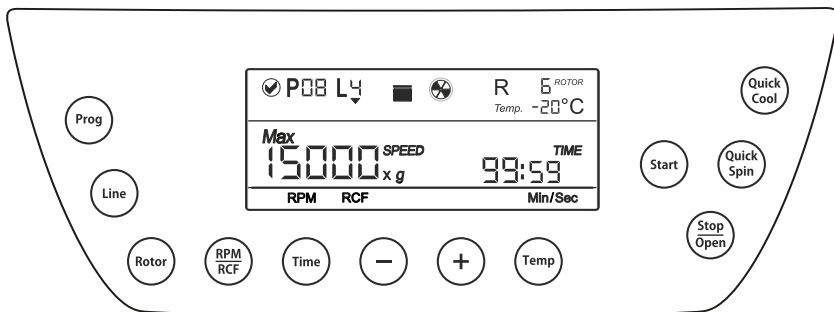 P08 L4 R 6 ROTOR
Temp. -20°C
Max
15000 SPEED x g 99:59 TIME
RPM RCF Min/Sec
Prog
Line
Rotor
RPM
RCF
Time
−
+
Temp
Start
Quick
Cool
Quick
Spin
Stop
Open